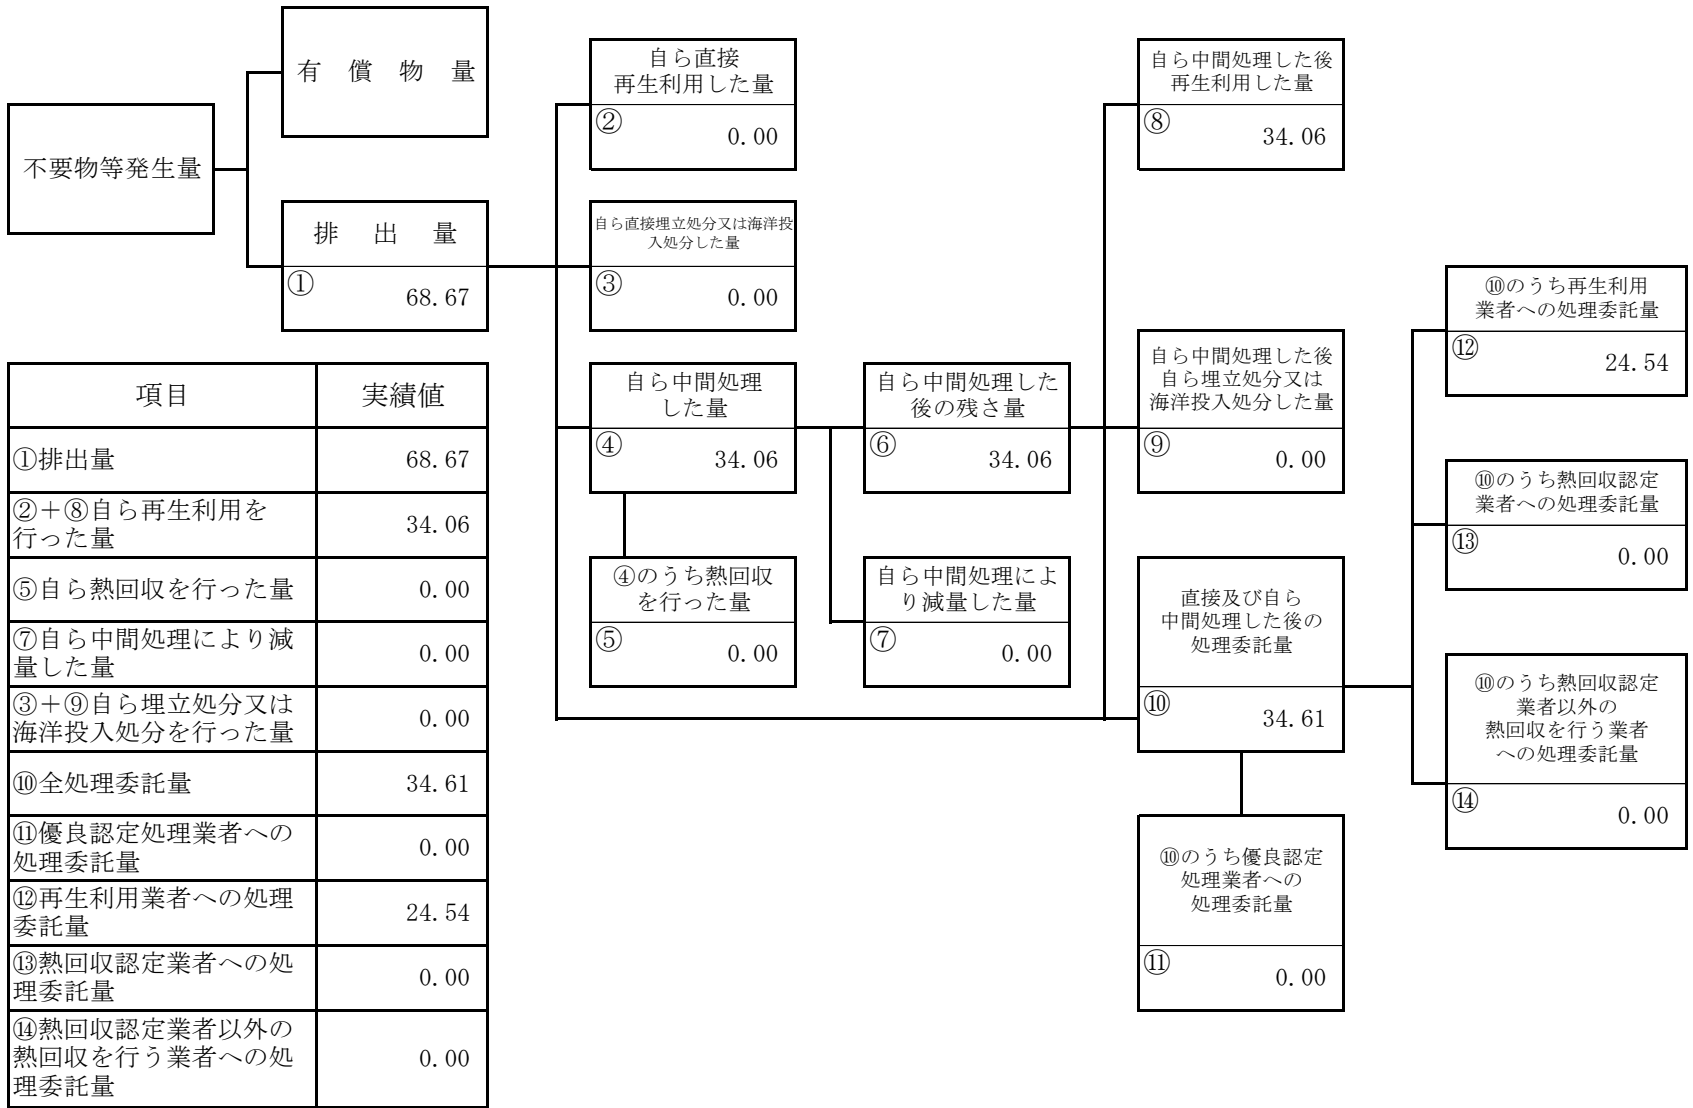 不要物等発生量
有　償　物　量
排　出　量
①
68.67
自ら直接
再生利用した量
②
0.00
自ら直接埋立処分又は海洋投
入処分した量
③
0.00
自ら中間処理
した量
④
34.06
④のうち熱回収
を行った量
⑤
0.00
自ら中間処理した
後の残さ量
⑥
34.06
自ら中間処理によ
り減量した量
⑦
0.00
自ら中間処理した後
再生利用した量
⑧
34.06
自ら中間処理した後
自ら埋立処分又は
海洋投入処分した量
⑨
0.00
直接及び自ら
中間処理した後の
処理委託量
⑩
34.61
⑩のうち優良認定
処理業者への
処理委託量
⑪
0.00
⑩のうち再生利用
業者への処理委託量
⑫
24.54
⑩のうち熱回収認定
業者への処理委託量
⑬
0.00
⑩のうち熱回収認定
業者以外の
熱回収を行う業者
への処理委託量
⑭
0.00
項目 実績値
①排出量 68.67
②＋⑧自ら再生利用を
行った量 34.06
⑤自ら熱回収を行った量 0.00
⑦自ら中間処理により減
量した量 0.00
③＋⑨自ら埋立処分又は
海洋投入処分を行った量 0.00
⑩全処理委託量 34.61
⑪優良認定処理業者への
処理委託量 0.00
⑫再生利用業者への処理
委託量 24.54
⑬熱回収認定業者への処
理委託量 0.00
⑭熱回収認定業者以外の
熱回収を行う業者への処
理委託量 0.00